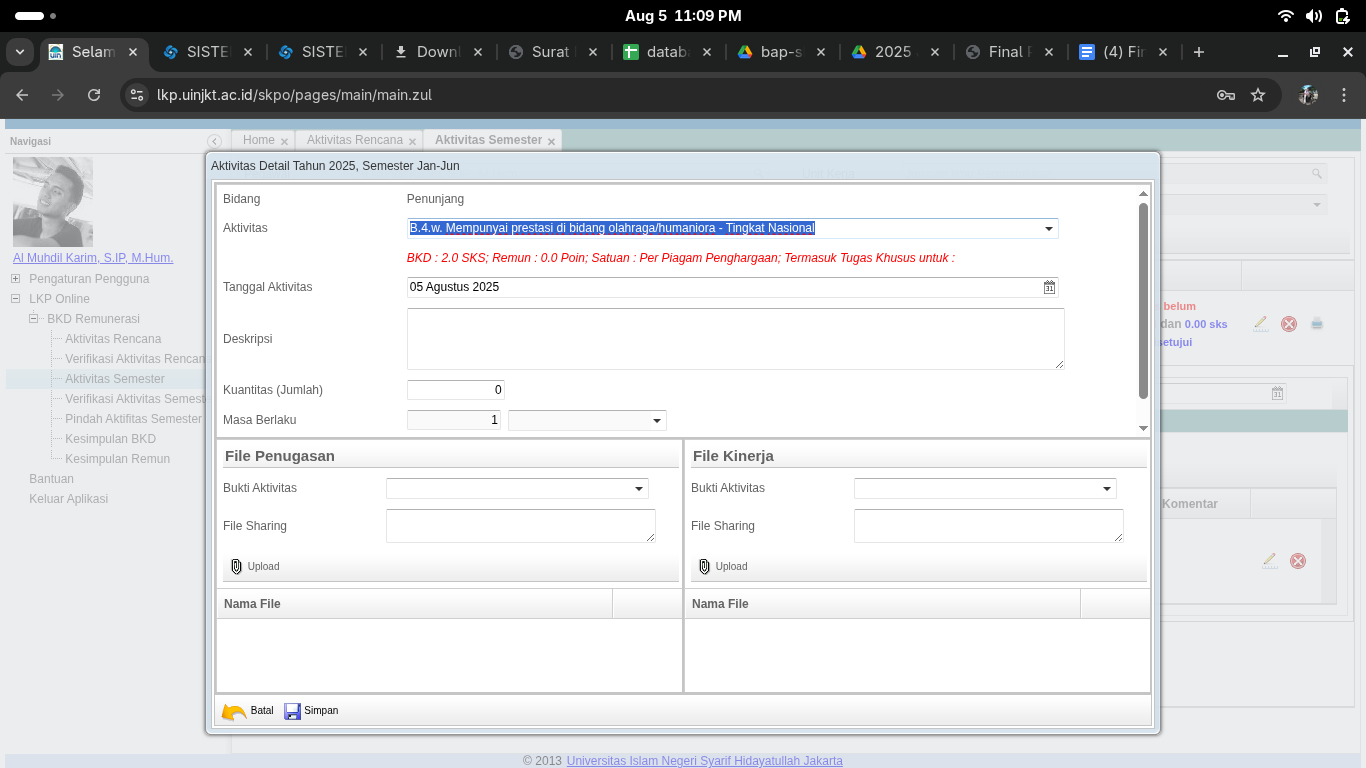 Aug 5 11:09 PM
Selam
SISTE
SISTE
Downl
Surat
datab
bap-s
2025
Final
(4) Fir
lkp.uinjkt.ac.id/skpo/pages/main/main.zul
Navigasi
Home
Aktivitas Rencana
Aktivitas Semester
Al Muhdil Karim, S.IP, M.Hum.
Pengaturan Pengguna
LKP Online
BKD Remunerasi
Aktivitas Rencana
Verifikasi Aktivitas Rencan
Aktivitas Semester
Verifikasi Aktivitas Semest
Pindah Aktifitas Semester
Kesimpulan BKD
Kesimpulan Remun
Bantuan
Keluar Aplikasi
Aktivitas Detail Tahun 2025, Semester Jan-Jun
Bidang Penunjang
Aktivitas B.4.w. Mempunyai prestasi di bidang olahraga/humaniora - Tingkat Nasional
BKD : 2.0 SKS; Remun : 0.0 Poin; Satuan : Per Piagam Penghargaan; Termasuk Tugas Khusus untuk :
Tanggal Aktivitas 05 Agustus 2025
Deskripsi
Kuantitas (Jumlah) 0
Masa Berlaku 1
File Penugasan
Bukti Aktivitas
File Sharing
Upload
Nama File
File Kinerja
Bukti Aktivitas
File Sharing
Upload
Nama File
Batal Simpan
belum
dan 0.00 sks
setujui
Komentar
© 2013 Universitas Islam Negeri Syarif Hidayatullah Jakarta